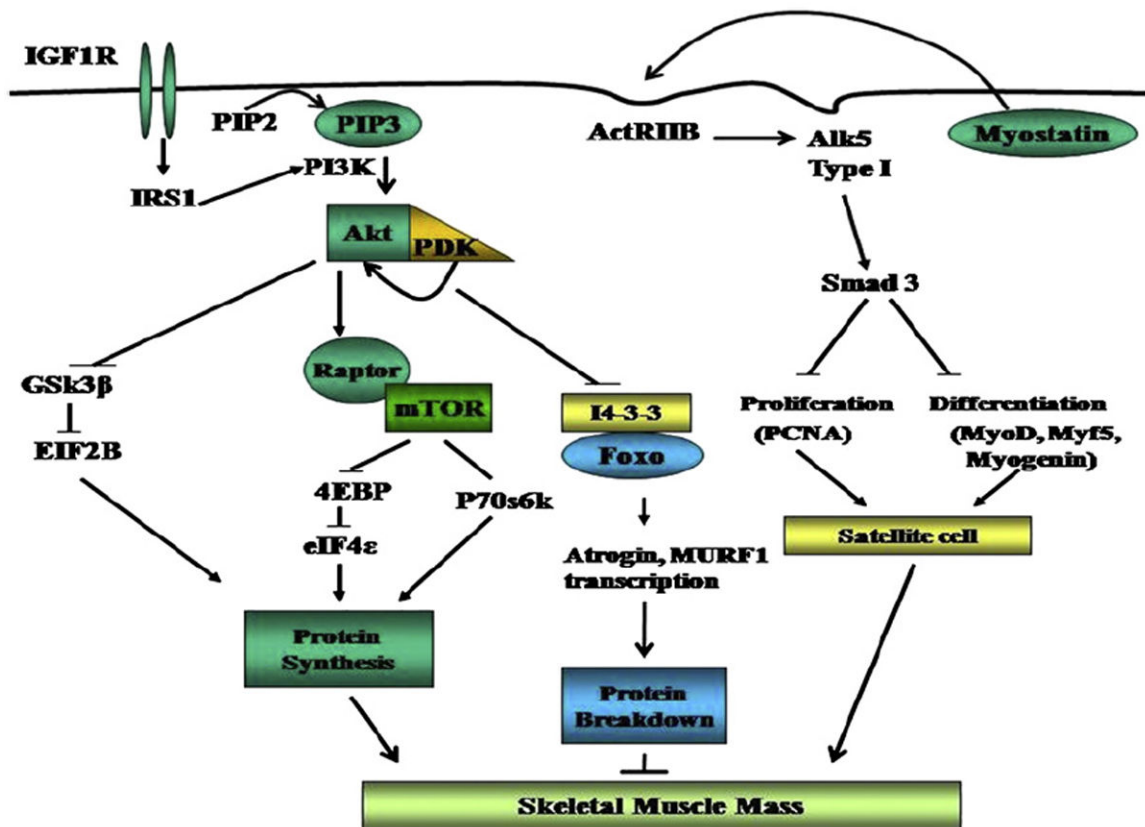 IGF1R
PIP2
PIP3
ActRIIB
Alk5
Type I
Myostatin
IRS1
PI3K
Akt
PDK
Smad 3
GSk3β
EIF2B
Raptor
mTOR
I4-3-3
Foxo
Proliferation
(PCNA)
Differentiation
(MyoD, Myf5,
Myogenin)
4EBP
P70s6k
eIF4ε
Atrogin, MURF1
transcription
Satellite cell
Protein
Synthesis
Protein
Breakdown
Skeletal Muscle Mass